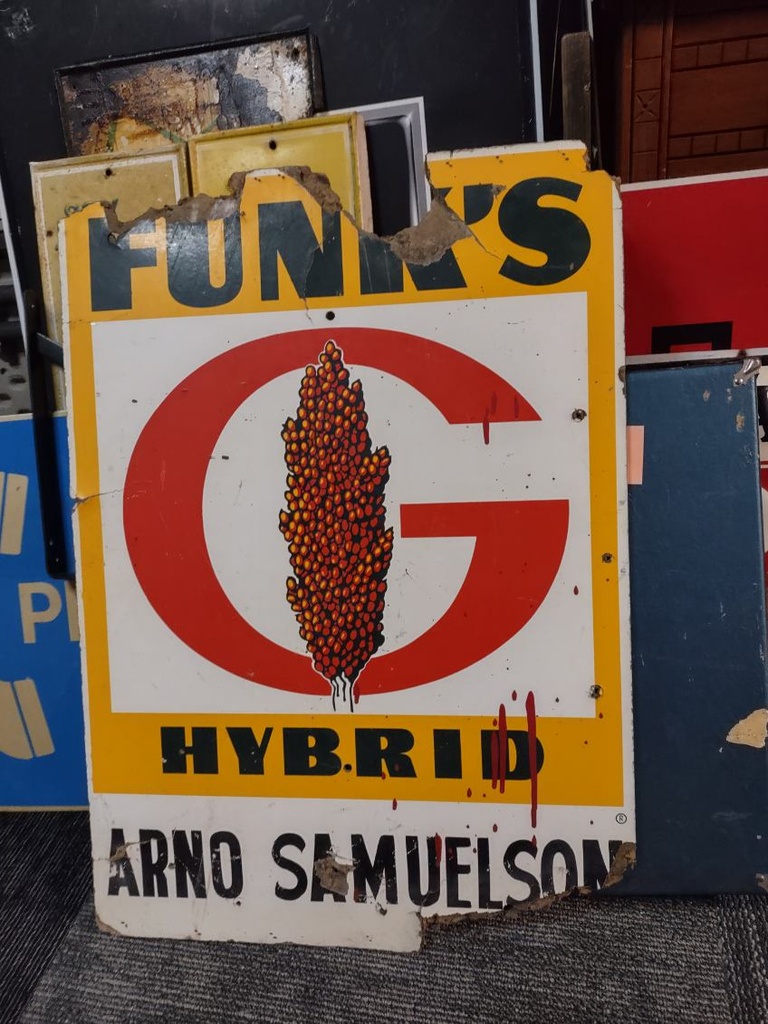 FUNK'S
G
HYBRID
®
ARNO SAMUELSON